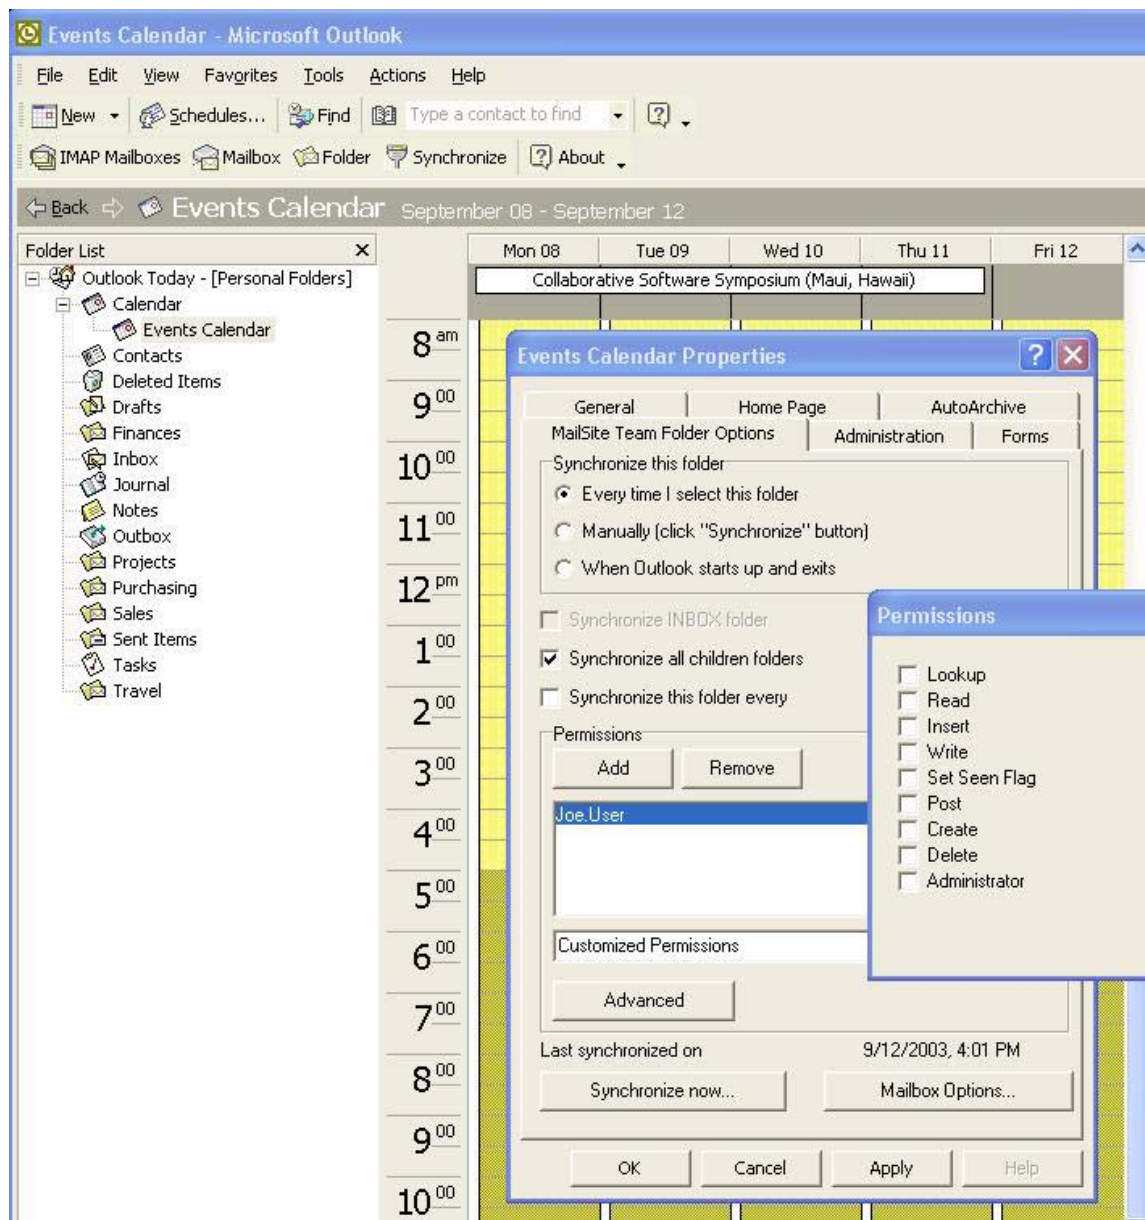 Events Calendar - Microsoft Outlook
File Edit View Favorites Tools Actions Help
New Schedules... Find Type a contact to find
IMAP Mailboxes Mailbox Folder Synchronize About
Back Events Calendar September 08 - September 12
Folder List
Outlook Today - [Personal Folders]
Calendar
Events Calendar
Contacts
Deleted Items
Drafts
Finances
Inbox
Journal
Notes
Outbox
Projects
Purchasing
Sales
Sent Items
Tasks
Travel
Mon 08 Tue 09 Wed 10 Thu 11 Fri 12
Collaborative Software Symposium (Maui, Hawaii)
8 am
9 00
10 00
11 00
12 pm
1 00
2 00
3 00
4 00
5 00
6 00
7 00
8 00
9 00
10 00
Events Calendar Properties
General Home Page AutoArchive
MailSite Team Folder Options Administration Forms
Synchronize this folder
Every time I select this folder
Manually (click "Synchronize" button)
When Outlook starts up and exits
Synchronize INBOX folder
Synchronize all children folders
Synchronize this folder every
Permissions
Add Remove
Joe.User
Customized Permissions
Advanced
Last synchronized on 9/12/2003, 4:01 PM
Synchronize now... Mailbox Options...
OK Cancel Apply Help
Permissions
Lookup
Read
Insert
Write
Set Seen Flag
Post
Create
Delete
Administrator